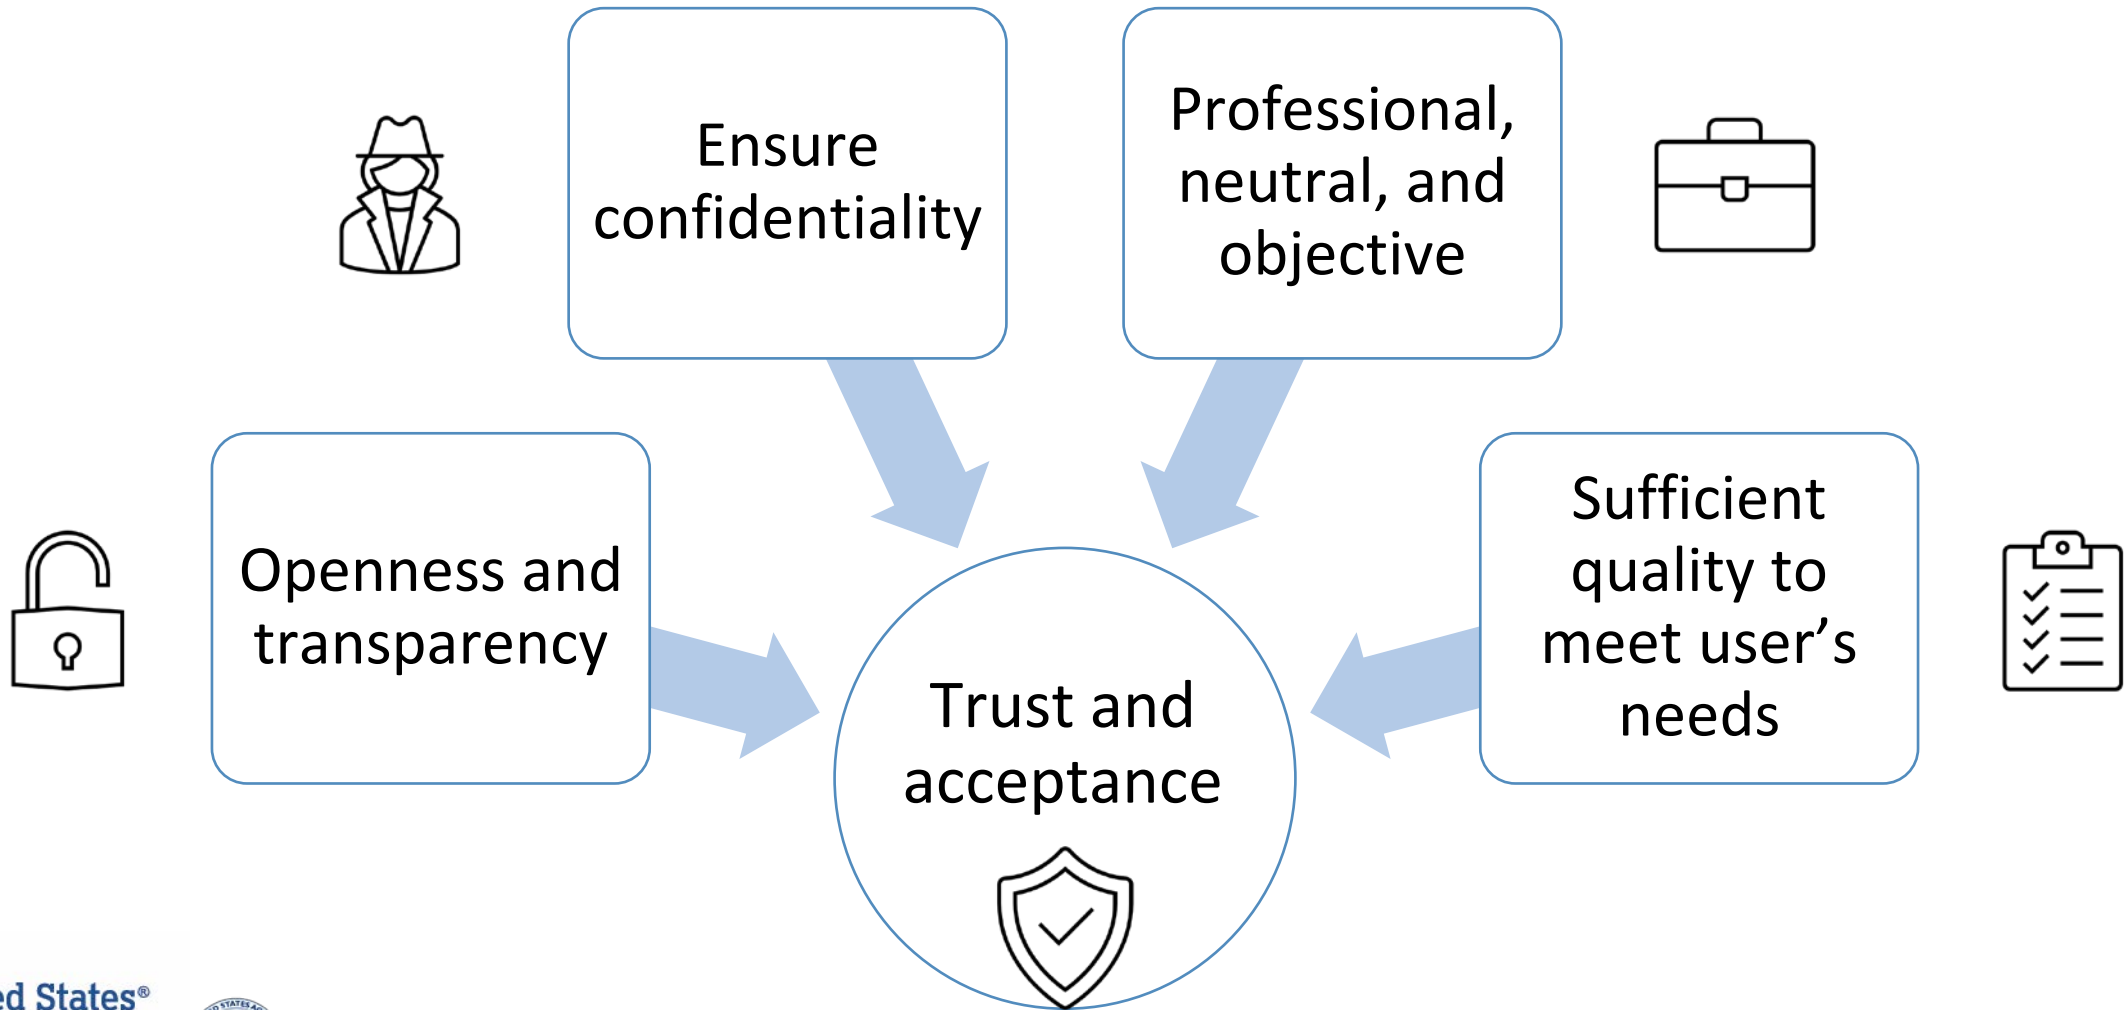 Ensure
confidentiality
Professional,
neutral, and
objective
Openness and
transparency
Sufficient
quality to
meet user’s
needs
Trust and
acceptance
States®